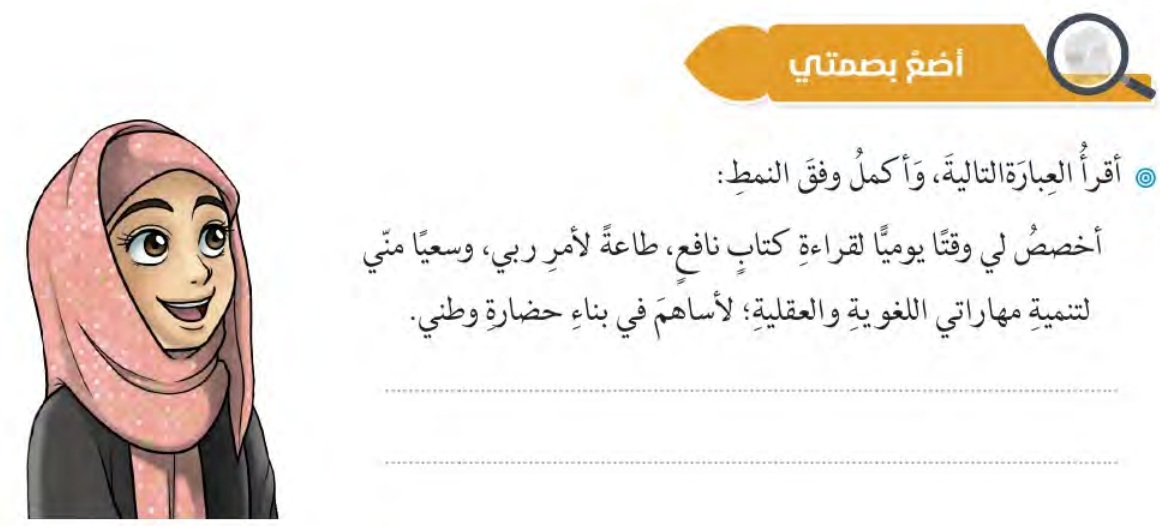 أضعُ بصمتي
أقرأُ العِبارَةالتاليةَ، وَأكملُ وفقَ النمطِ:
أخصصُ لي وقتًا يوميًّا لقراءةِ كتابٍ نافعٍ، طاعةً لأمرِ ربي، وسعيًا منّي
لتنميةِ مهاراتي اللغويةِ والعقليةِ؛ لأساهمَ في بناءِ حضارةِ وطني.